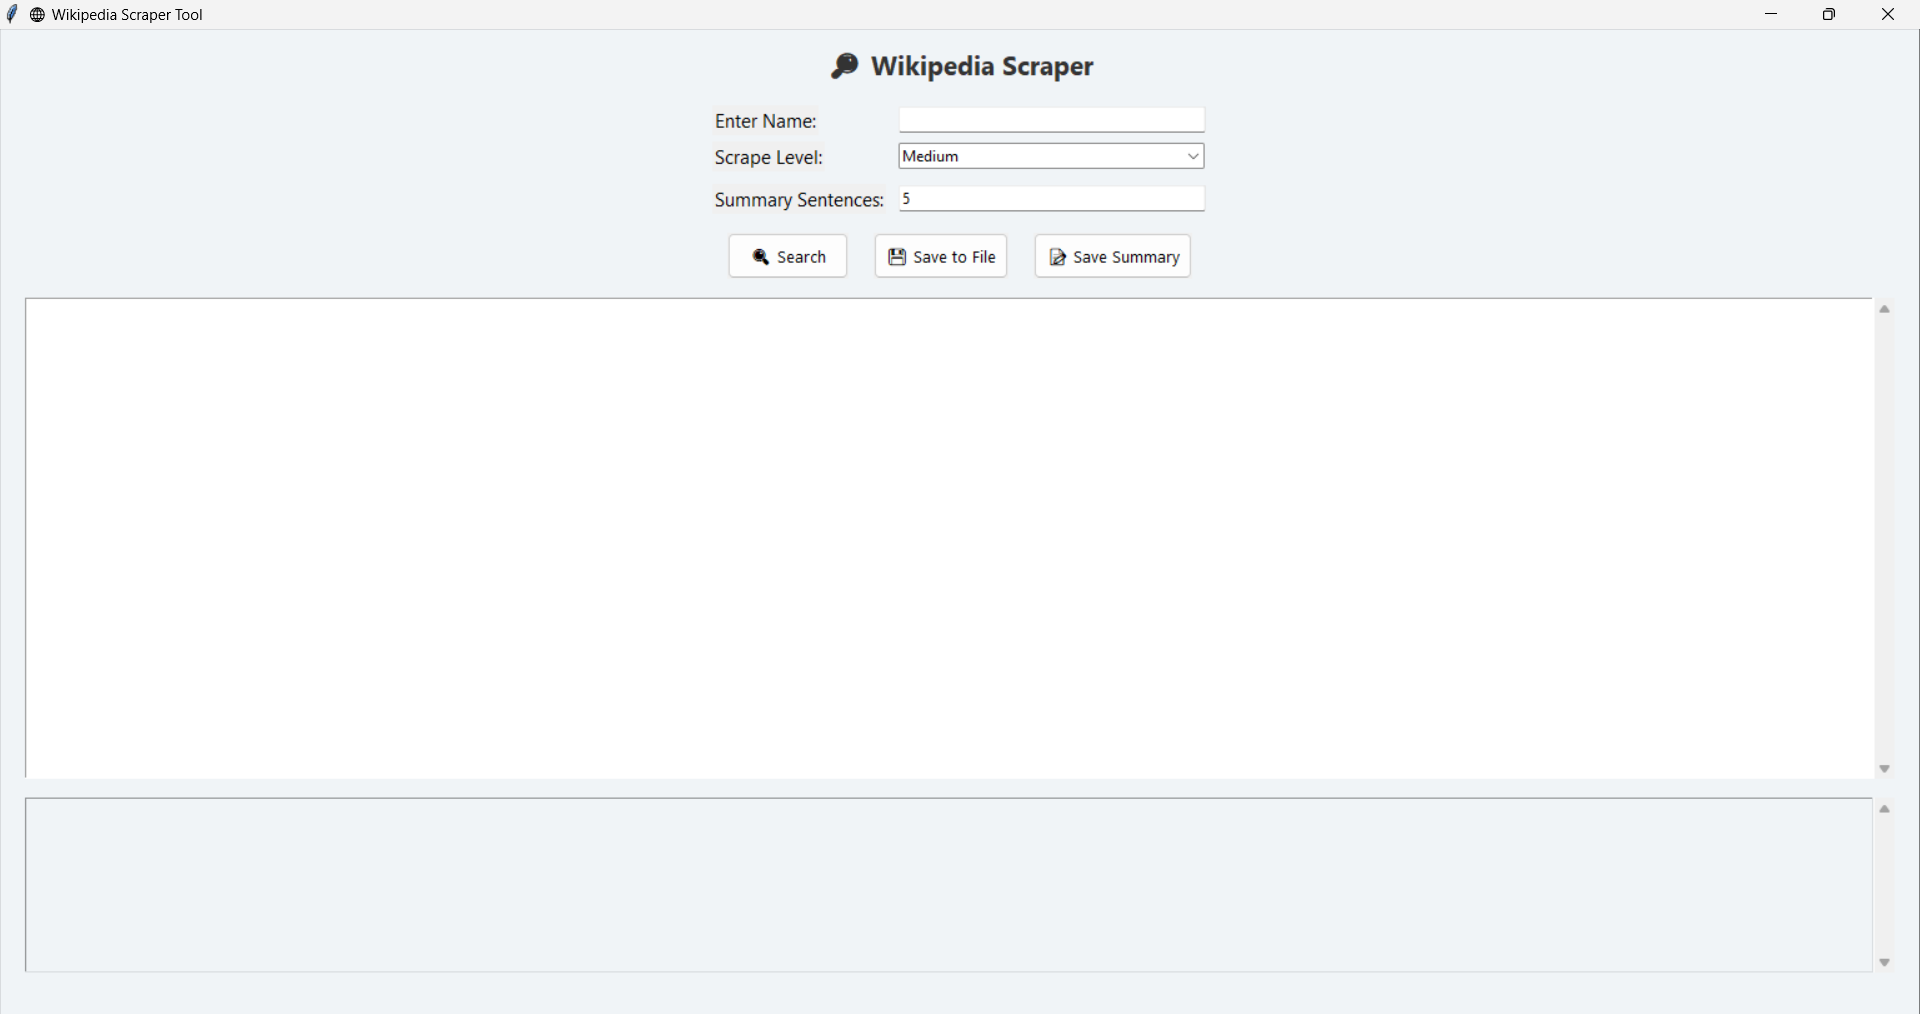 Wikipedia Scraper Tool
Wikipedia Scraper
Enter Name:
Scrape Level: Medium
Summary Sentences: 5
Search Save to File Save Summary